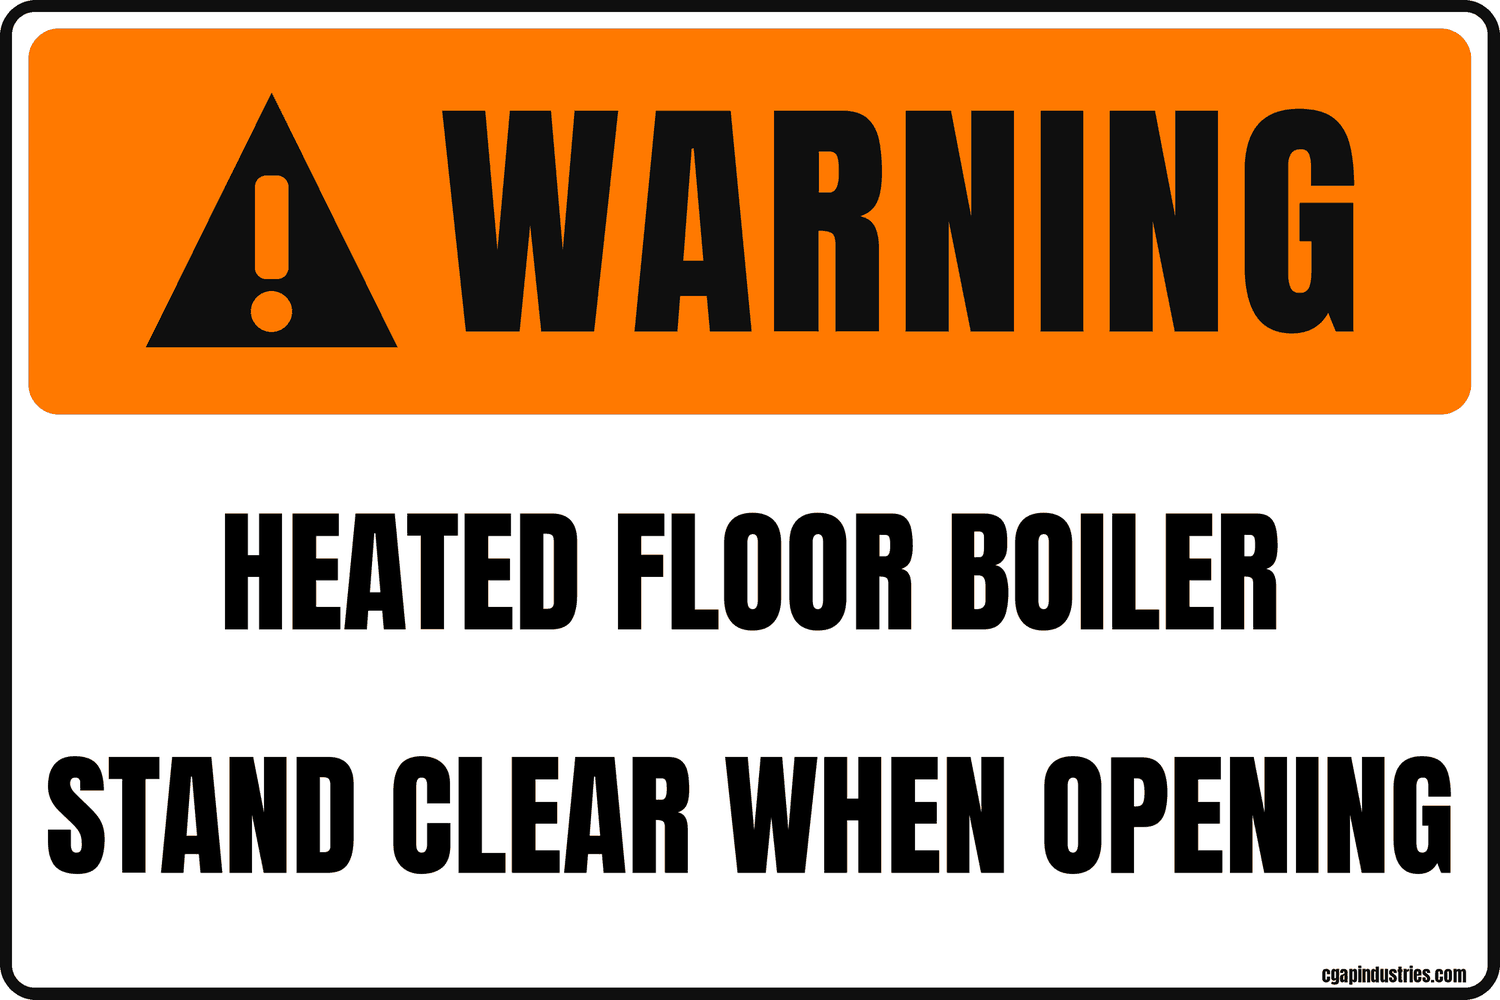 WARNING
HEATED FLOOR BOILER
STAND CLEAR WHEN OPENING
cgapindustries.com